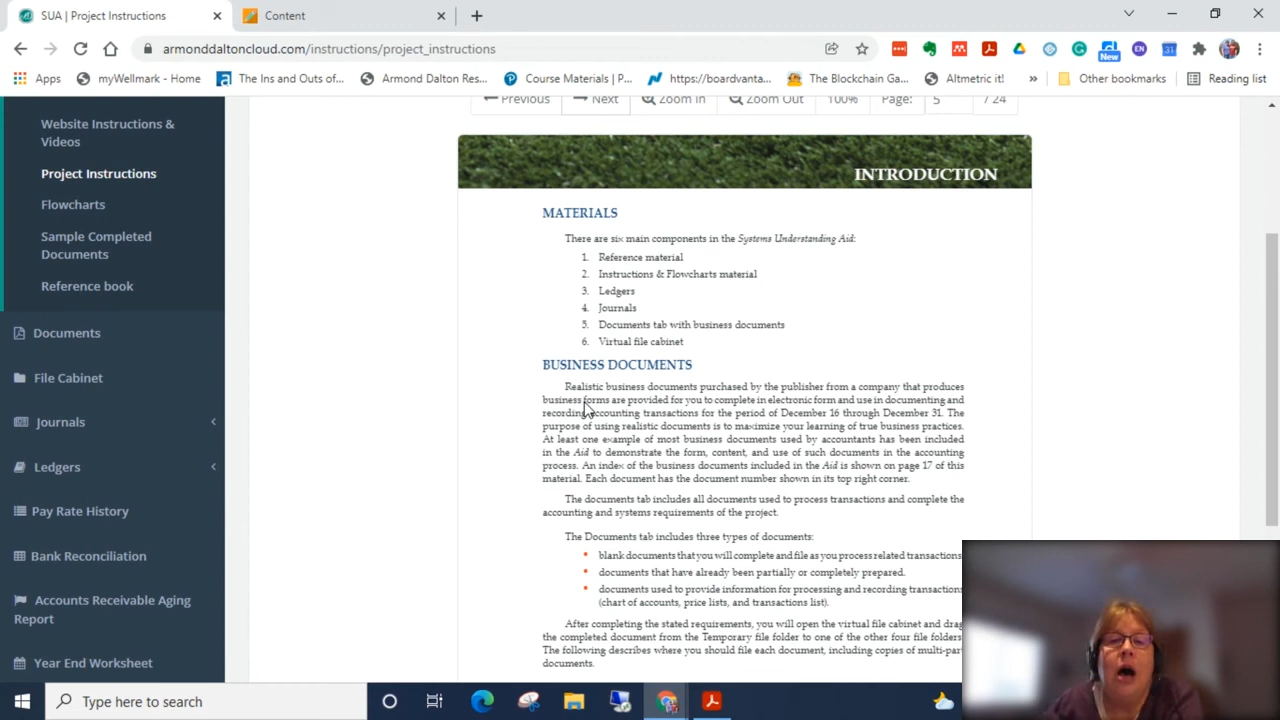 SUA | Project Instructions
Content
armonddaltoncloud.com/instructions/project_instructions
New
EN
31
Apps
myWellmark - Home
The Ins and Outs of...
Armond Dalton Res...
Course Materials | P...
https://boardvanta...
The Blockchain Ga...
Altmetric it!
»
Other bookmarks
Reading list
Previous
Next
Zoom In
Zoom Out
100%
Page:
5
/ 24
Website Instructions &
Videos
Project Instructions
Flowcharts
Sample Completed
Documents
Reference book
Documents
File Cabinet
Journals
Ledgers
Pay Rate History
Bank Reconciliation
Accounts Receivable Aging
Report
Year End Worksheet
INTRODUCTION
MATERIALS
There are six main components in the Systems Understanding Aid:
1. Reference material
2. Instructions & Flowcharts material
3. Ledgers
4. Journals
5. Documents tab with business documents
6. Virtual file cabinet
BUSINESS DOCUMENTS
Realistic business documents purchased by the publisher from a company that produces
business forms are provided for you to complete in electronic form and use in documenting and
recording accounting transactions for the period of December 16 through December 31. The
purpose of using realistic documents is to maximize your learning of true business practices.
At least one example of most business documents used by accountants has been included
in the Aid to demonstrate the form, content, and use of such documents in the accounting
process. An index of the business documents included in the Aid is shown on page 17 of this
material. Each document has the document number shown in its top right corner.
The documents tab includes all documents used to process transactions and complete the
accounting and systems requirements of the project.
The Documents tab includes three types of documents:
• blank documents that you will complete and file as you process related transactions.
• documents that have already been partially or completely prepared.
• documents used to provide information for processing and recording transactions
(chart of accounts, price lists, and transactions list).
After completing the stated requirements, you will open the virtual file cabinet and drag
the completed document from the Temporary file folder to one of the other four file folders.
The following describes where you should file each document, including copies of multi-part
documents.
Type here to search